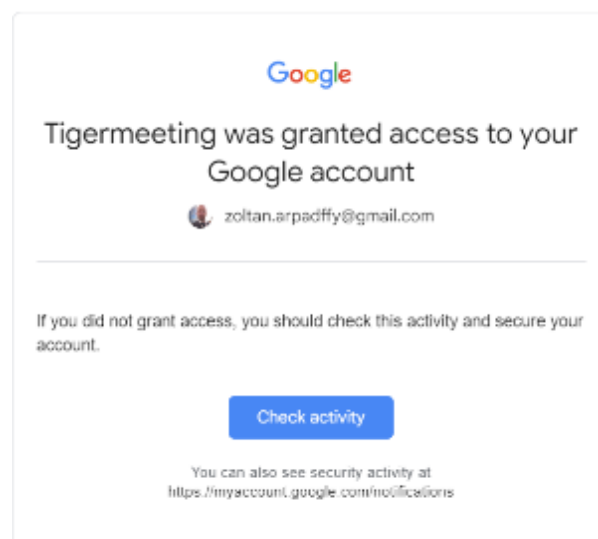 Google
Tigermeeting was granted access to your
Google account
zoltan.arpadffy@gmail.com
If you did not grant access, you should check this activity and secure your
account.
Check activity
You can also see security activity at
https://myaccount.google.com/notifications